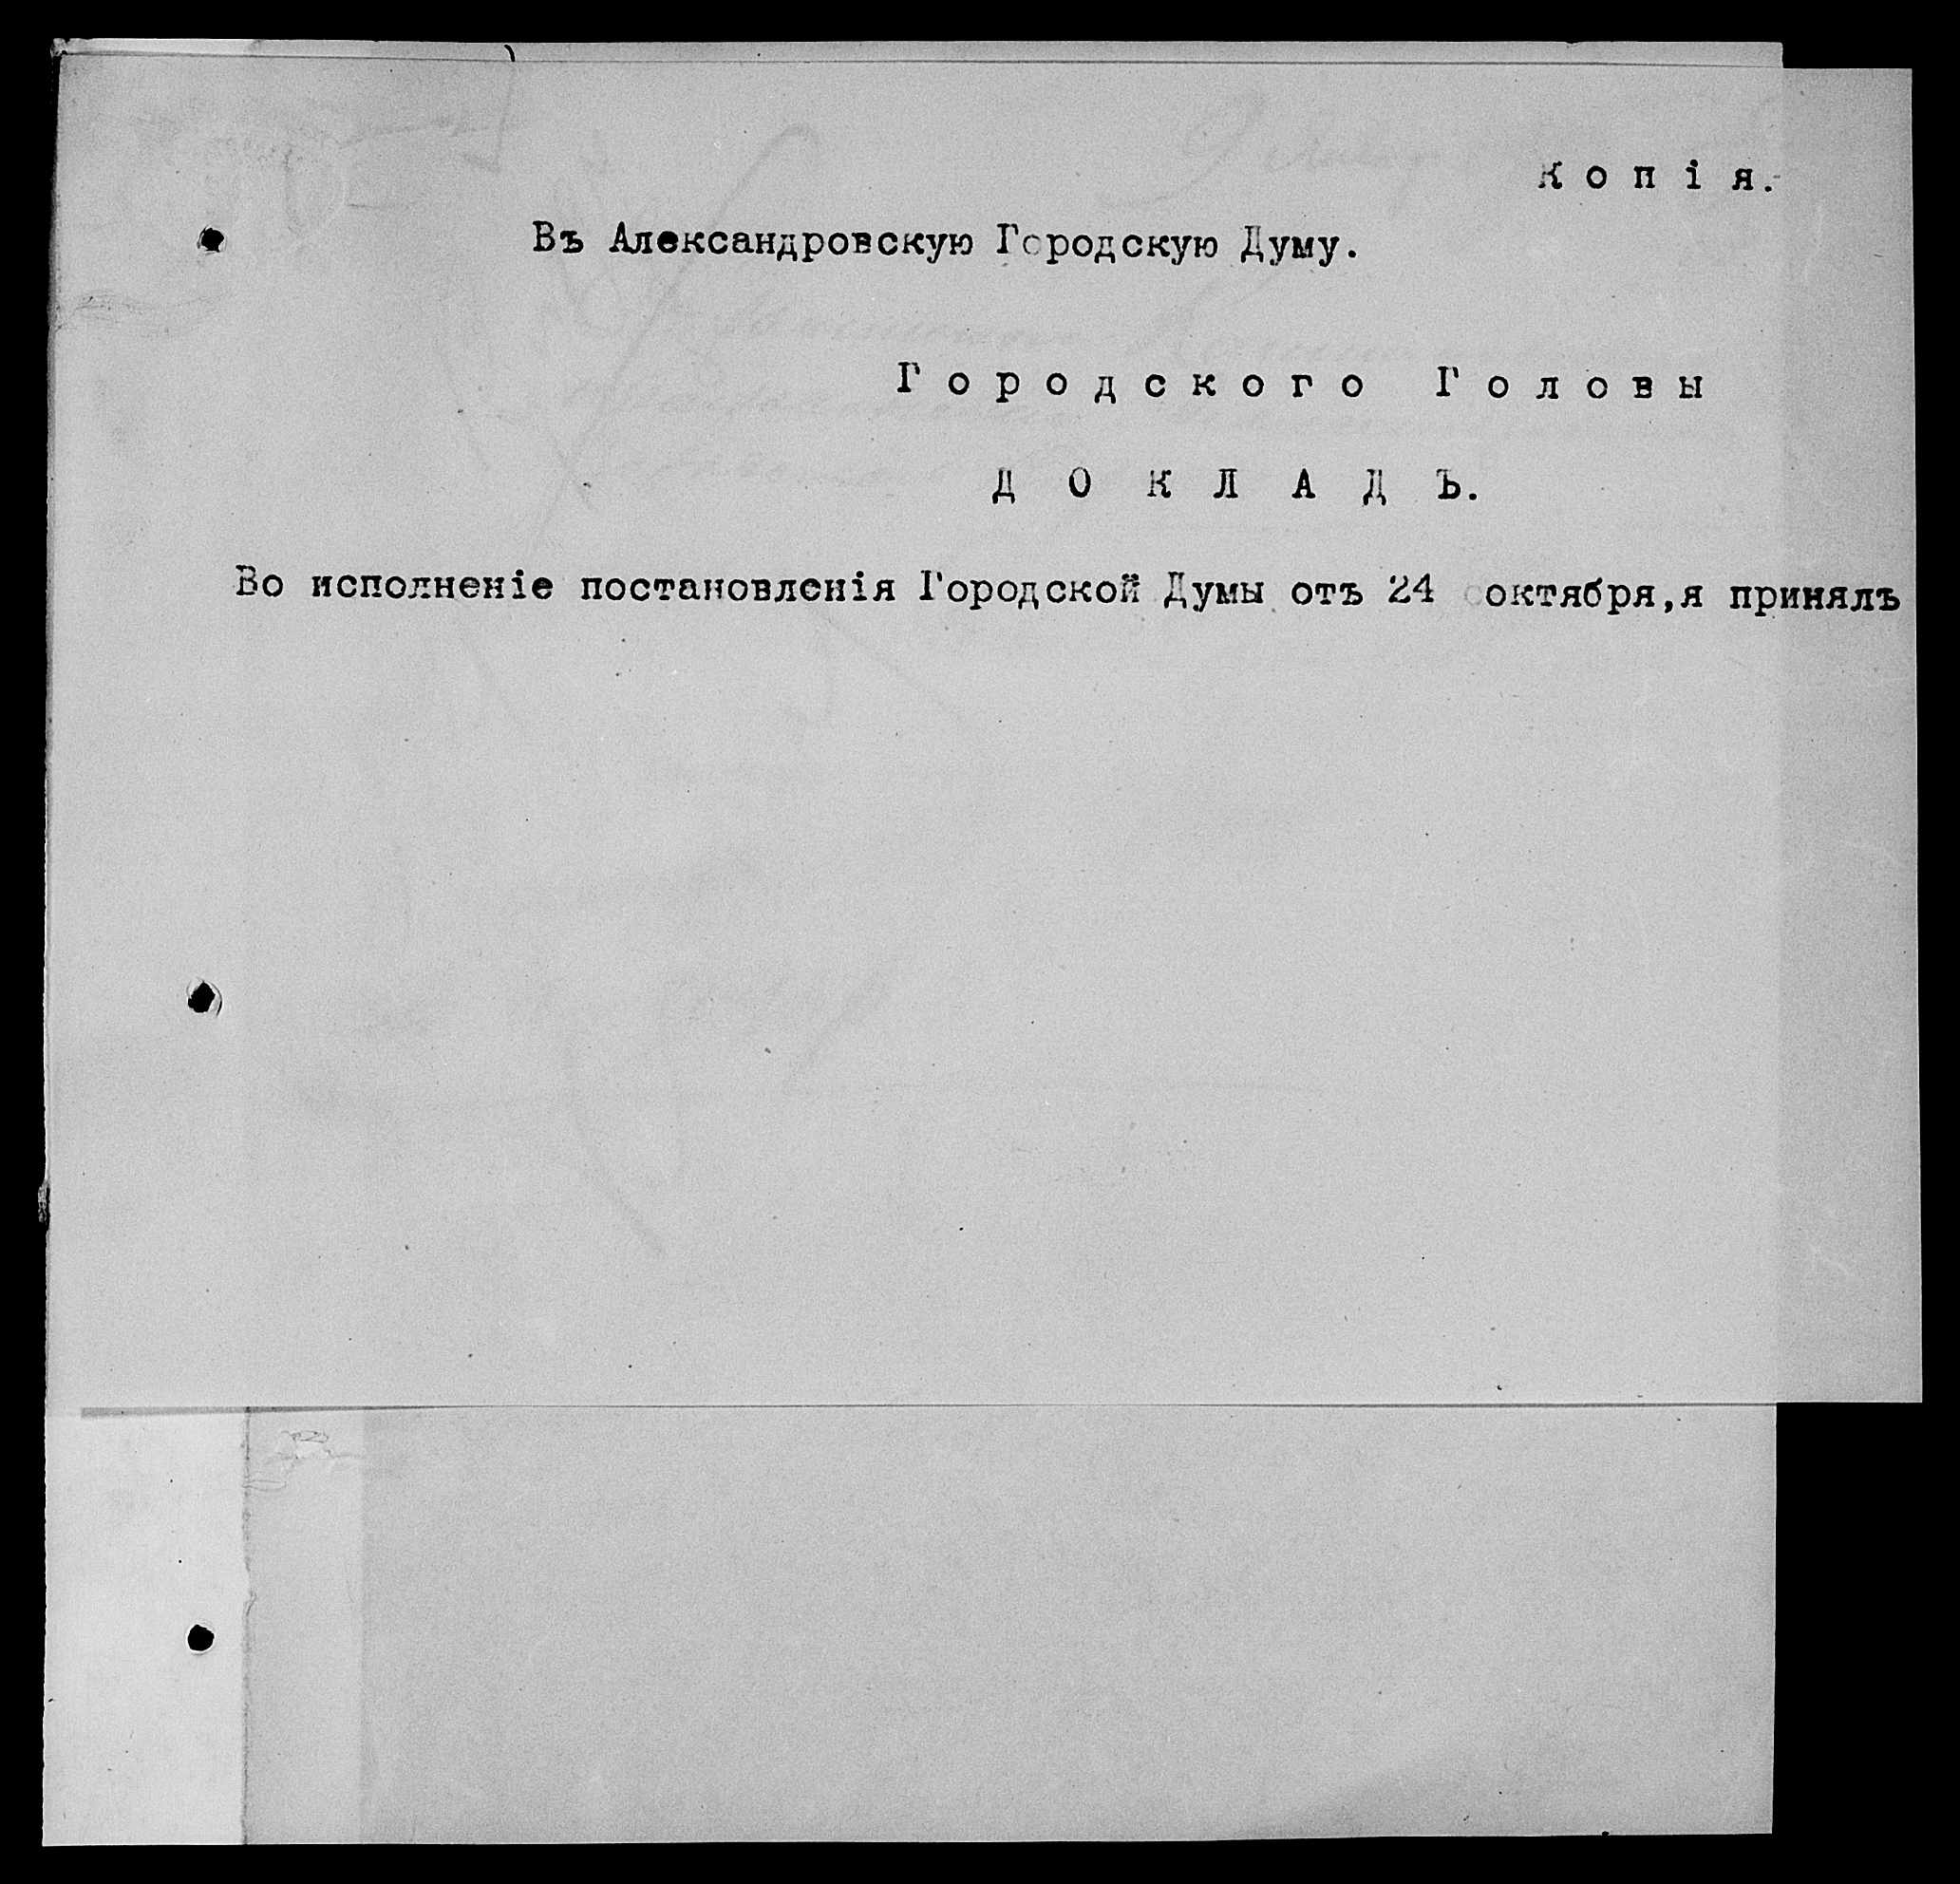 Копія.
Въ Александровскую Городскую Думу.
Городского Головы
ДОКЛАДЪ.
Во исполненіе постановленія Городской Думы отъ 24 октября,я принялъ